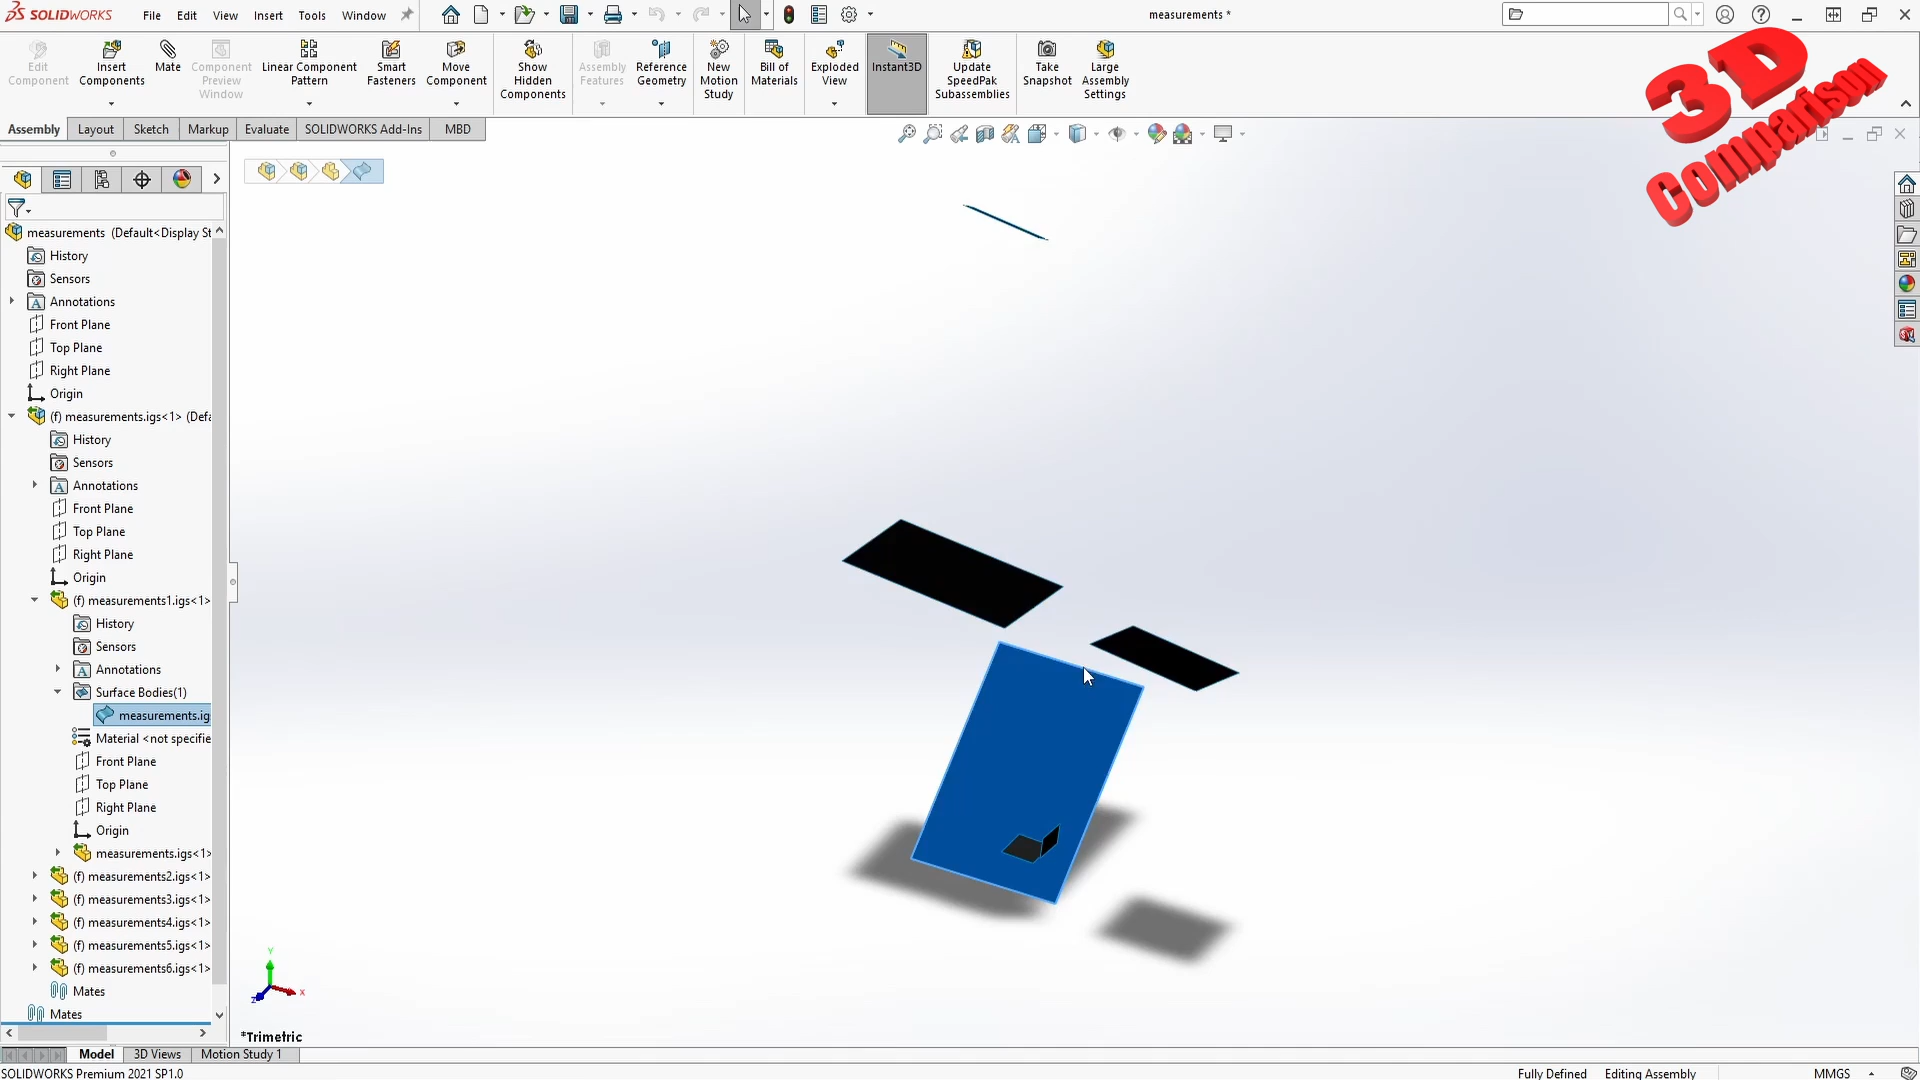 SOLIDWORKS File Edit View Insert Tools Window measurements *
Edit Component
Insert Components
Mate
Component Preview Window
Linear Component Pattern
Smart Fasteners
Move Component
Show Hidden Components
Assembly Features
Reference Geometry
New Motion Study
Bill of Materials
Exploded View
Instant3D
Update SpeedPak Subassemblies
Take Snapshot
Large Assembly Settings
3D
Comparison
Assembly Layout Sketch Markup Evaluate SOLIDWORKS Add-Ins MBD
measurements (Default<Display St
History
Sensors
Annotations
Front Plane
Top Plane
Right Plane
Origin
(f) measurements.igs<1> (Defa
History
Sensors
Annotations
Front Plane
Top Plane
Right Plane
Origin
(f) measurements1.igs<1>
History
Sensors
Annotations
Surface Bodies(1)
measurements.ig
Material <not specifie
Front Plane
Top Plane
Right Plane
Origin
measurements.igs<1>
(f) measurements2.igs<1>
(f) measurements3.igs<1>
(f) measurements4.igs<1>
(f) measurements5.igs<1>
(f) measurements6.igs<1>
Mates
Mates
Y
X
Z
*Trimetric
Model 3D Views Motion Study 1
SOLIDWORKS Premium 2021 SP1.0 Fully Defined Editing Assembly MMGS